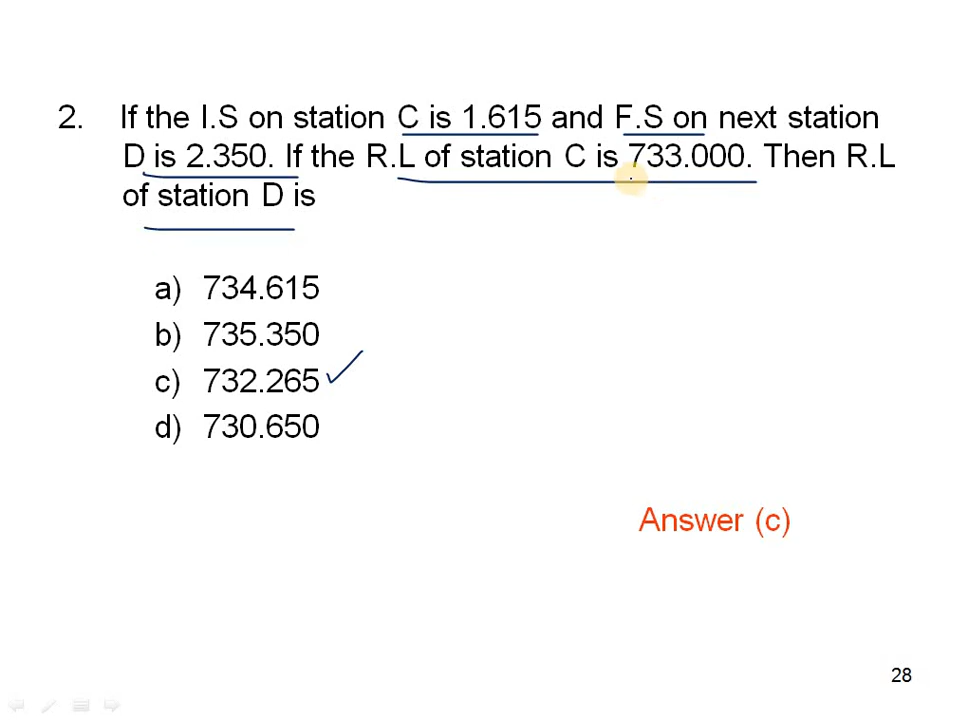 2. If the I.S on station C is 1.615 and F.S on next station
D is 2.350. If the R.L of station C is 733.000. Then R.L
of station D is
a) 734.615
b) 735.350
c) 732.265
d) 730.650
Answer (c)
28